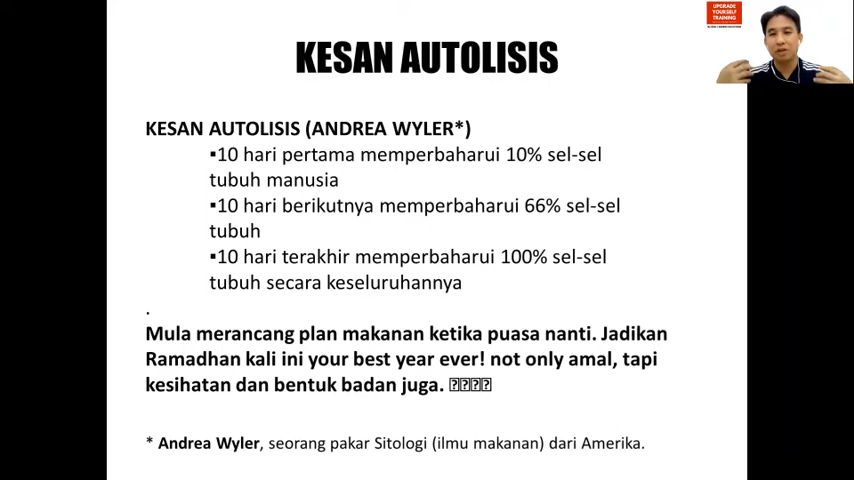 UPGRADE
YOURSELF
TRAINING
KESAN AUTOLISIS
KESAN AUTOLISIS (ANDREA WYLER*)
▪10 hari pertama memperbaharui 10% sel-sel
tubuh manusia
▪10 hari berikutnya memperbaharui 66% sel-sel
tubuh
▪10 hari terakhir memperbaharui 100% sel-sel
tubuh secara keseluruhannya
.
Mula merancang plan makanan ketika puasa nanti. Jadikan
Ramadhan kali ini your best year ever! not only amal, tapi
kesihatan dan bentuk badan juga.
* Andrea Wyler, seorang pakar Sitologi (ilmu makanan) dari Amerika.